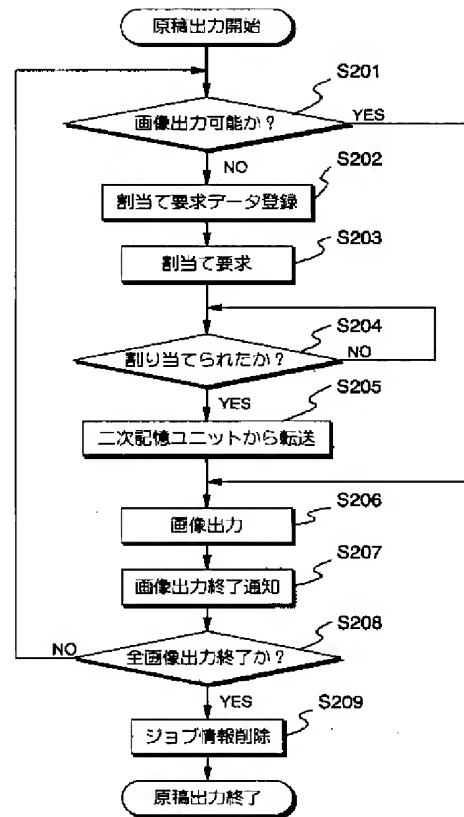 原稿出力開始
S201
画像出力可能か？
YES
NO
S202
割当て要求データ登録
S203
割当て要求
S204
割り当てられたか？
NO
YES
S205
二次記憶ユニットから転送
S206
画像出力
S207
画像出力終了通知
S208
NO
全画像出力終了か？
YES
S209
ジョブ情報削除
原稿出力終了